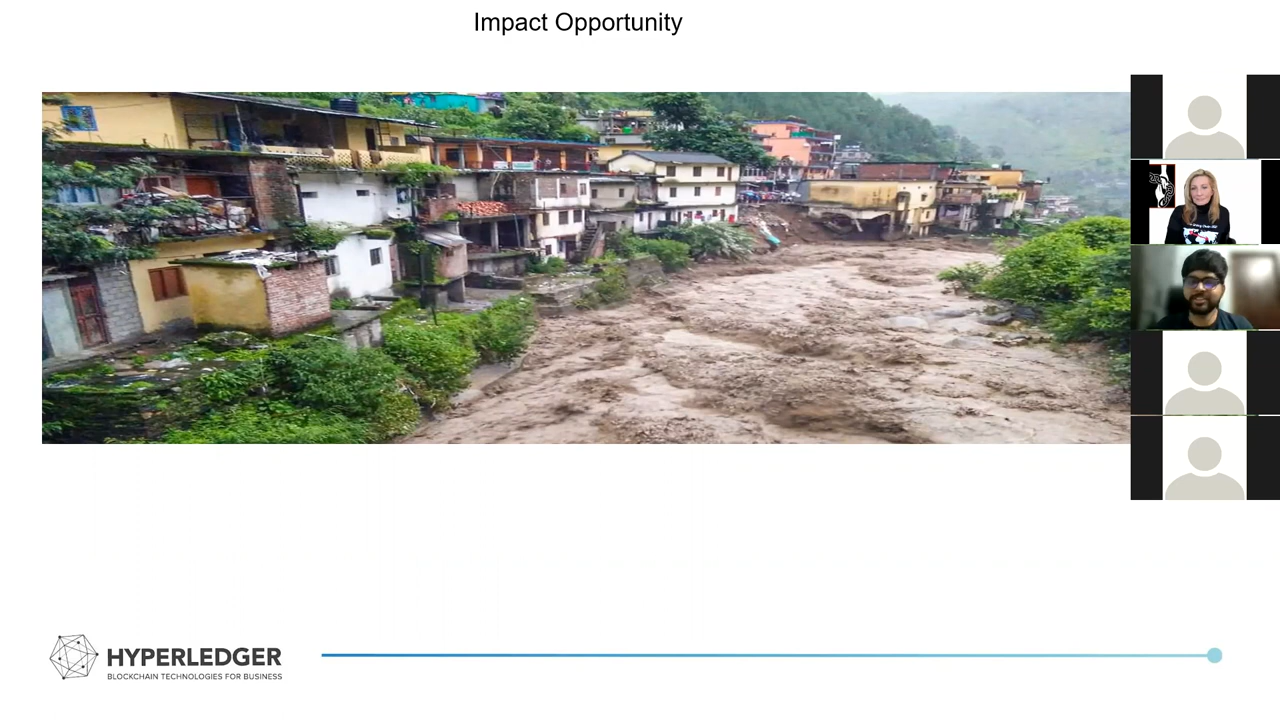 Impact Opportunity
HYPERLEDGER
BLOCKCHAIN TECHNOLOGIES FOR BUSINESS